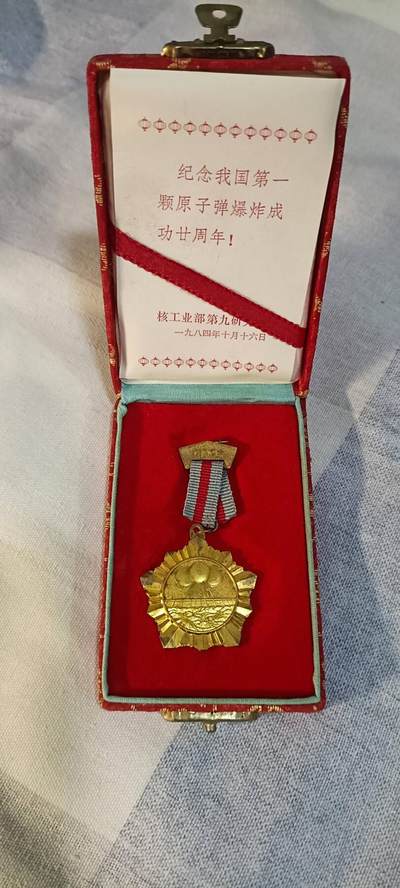 纪念我国第一
颗原子弹爆炸成
功廿周年!
核工业部第九研
一九八四年十月十六日